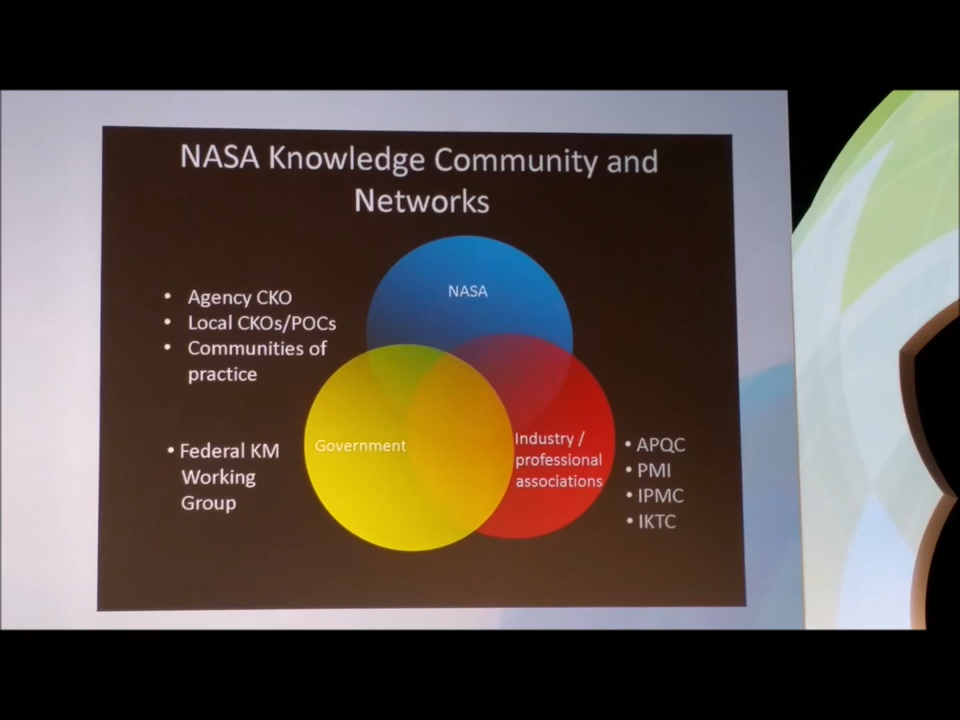 NASA Knowledge Community and
Networks
NASA
• Agency CKO
• Local CKOs/POCs
• Communities of
practice
Government
• Federal KM
Working
Group
Industry /
professional
associations
• APQC
• PMI
• IPMC
• IKTC